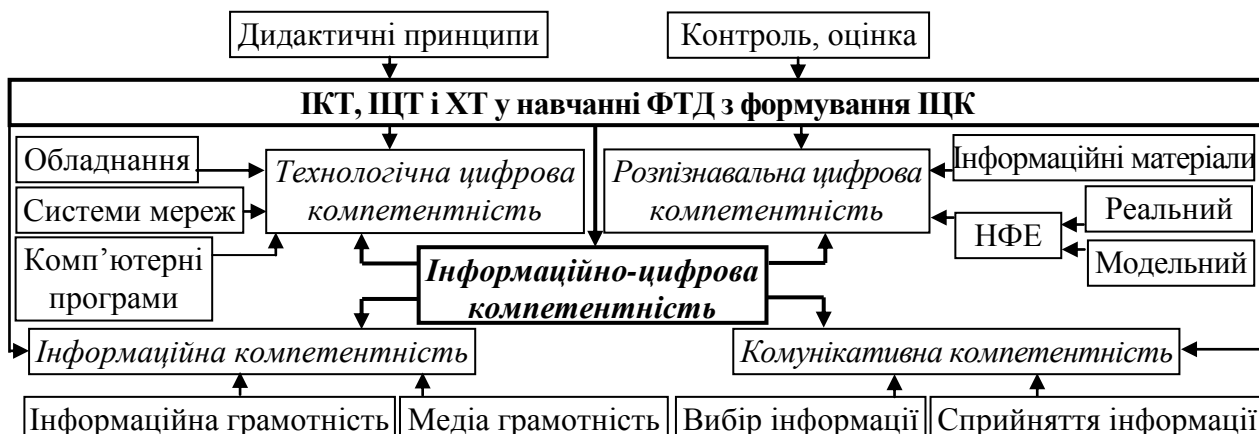 Дидактичні принципи
Контроль, оцінка
ІКТ, ІЦТ і ХТ у навчанні ФТД з формування ІЦК
Обладнання
Системи мереж
Комп’ютерні
програми
Технологічна цифрова
компетентність
Розпізнавальна цифрова
компетентність
Інформаційні матеріали
НФЕ
Реальний
Модельний
Інформаційно-цифрова
компетентність
Інформаційна компетентність
Комунікативна компетентність
Інформаційна грамотність
Медіа грамотність
Вибір інформації
Сприйняття інформації